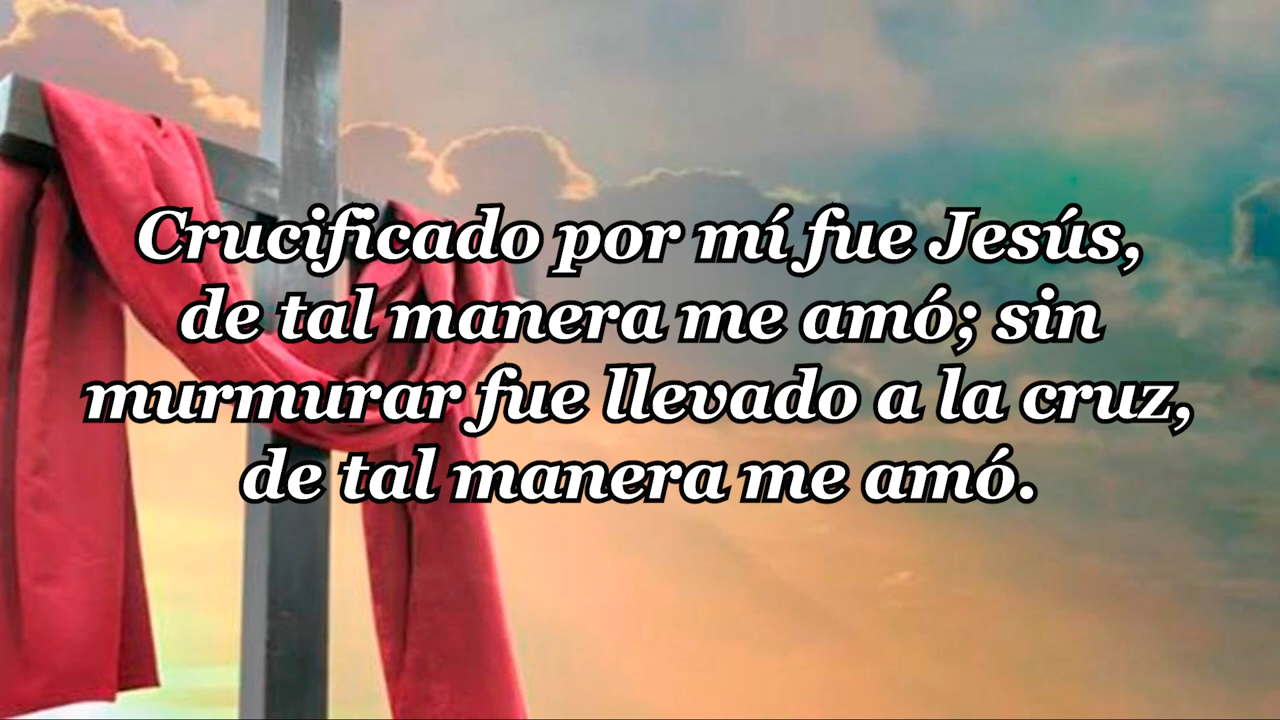 Crucificado por mí fue Jesús,
de tal manera me amó; sin
murmurar fue llevado a la cruz,
de tal manera me amó.